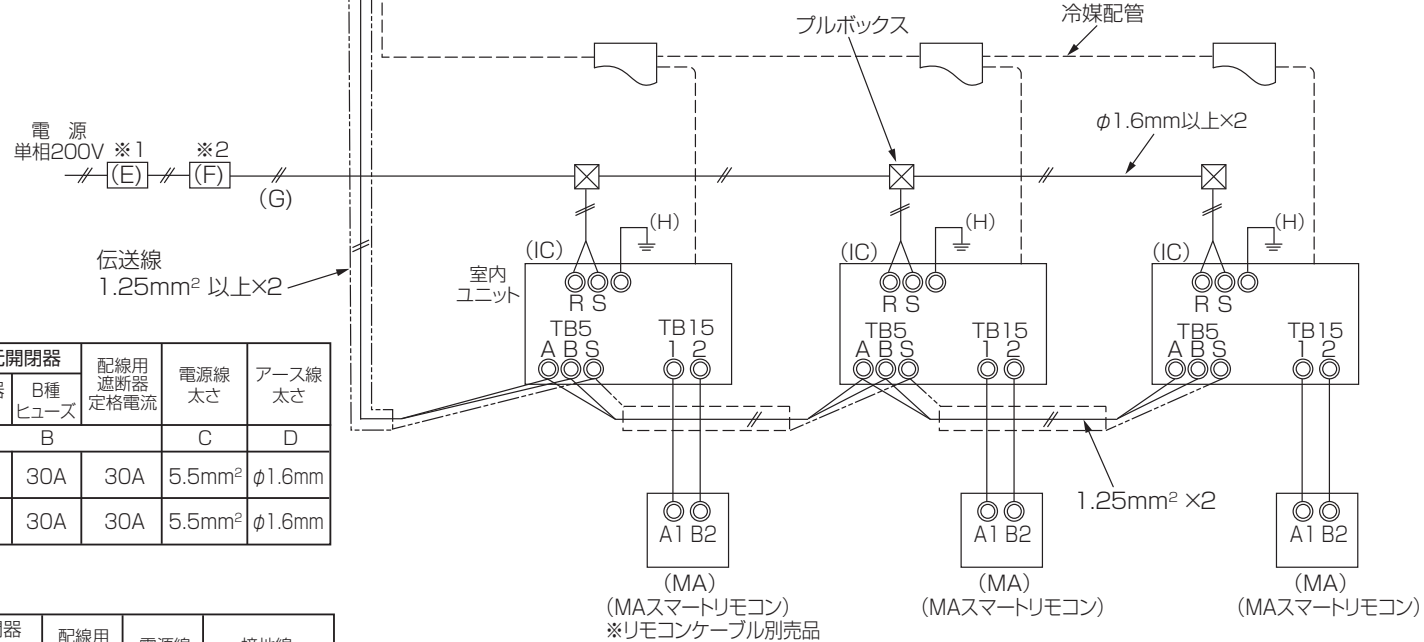 冷媒配管
プルボックス
φ1.6mm以上×2
電 源
単相200V ※1 ※2
(E) (F)
(G)
(H) (H) (H)
(IC) (IC) (IC)
伝送線
1.25mm² 以上×2
室内
ユニット
R S R S R S
TB5 TB15 TB5 TB15 TB5 TB15
A B S 1 2 A B S 1 2 A B S 1 2
開閉器 配線用 遮断器 定格電流 電源線 太さ アース線 太さ
B種 ヒューズ
B C D
30A 30A 5.5mm² φ1.6mm
30A 30A 5.5mm² φ1.6mm
1.25mm² ×2
A1 B2 A1 B2 A1 B2
(MA) (MA) (MA)
(MAスマートリモコン) (MAスマートリモコン) (MAスマートリモコン)
※リモコンケーブル別売品
配線用